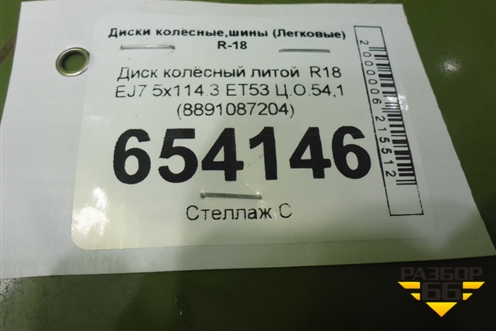 Диски колёсные,шины (Легковые)
R-18
Диск колёсный литой R18
EJ7 5x114.3 ET53 Ц.О.54,1
(8891087204)
654146
Стеллаж С
2000006215512
РАЗБОР
66